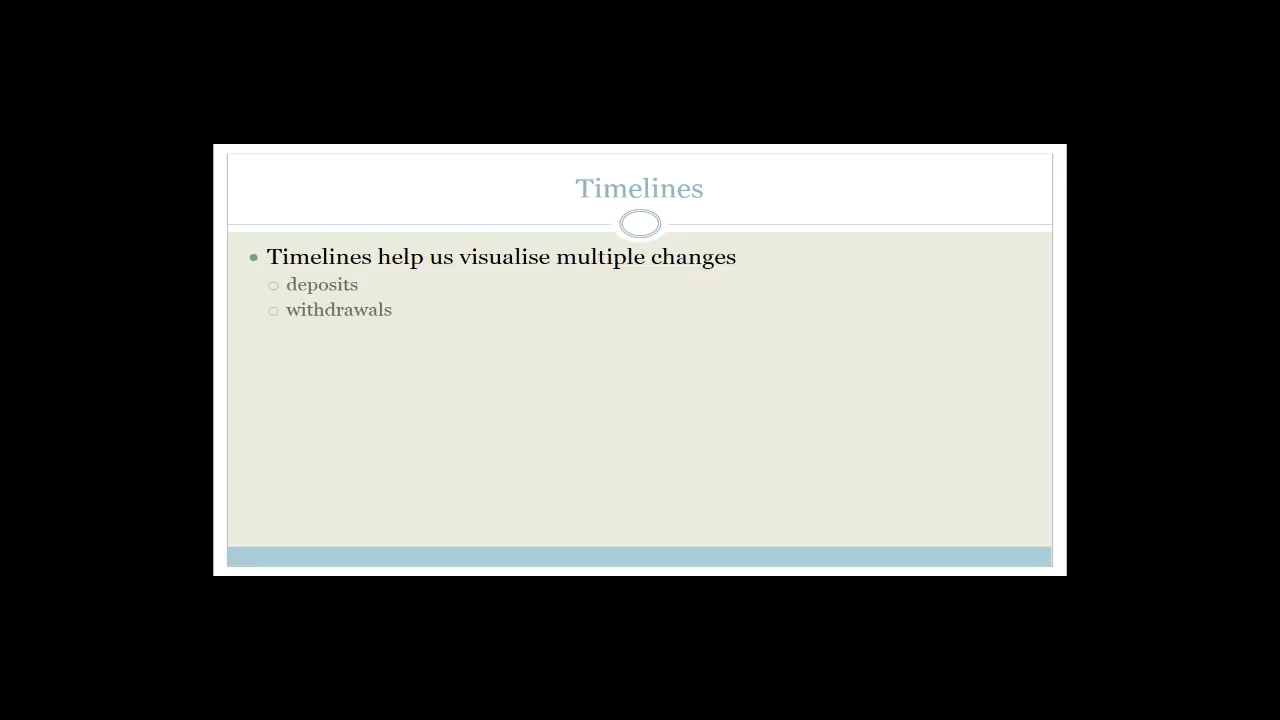 Timelines
Timelines help us visualise multiple changes
deposits
withdrawals